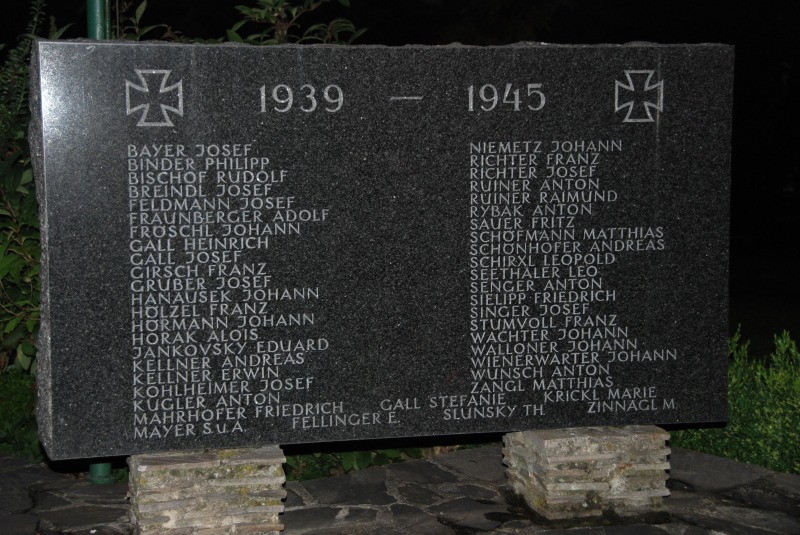 1939 — 1945
BAYER JOSEF
BINDER PHILIPP
BISCHOF RUDOLF
BREINDL JOSEF
FELDMANN JOSEF
FRAUNBERGER ADOLF
FRÖSCHL JOHANN
GALL HEINRICH
GALL JOSEF
GIRSCH FRANZ
GRUBER JOSEF
HANAUSEK JOHANN
HÖLZEL FRANZ
HÖRMANN JOHANN
HORAK ALOIS
JANKOVSKY EDUARD
KELLNER ANDREAS
KELLNER ERWIN
KOHLHEIMER JOSEF
KUGLER ANTON
MAHRHOFER FRIEDRICH
MAYER S.U.A.
NIEMETZ JOHANN
RICHTER FRANZ
RICHTER JOSEF
RUINER ANTON
RUINER RAIMUND
RYBAK ANTON
SAUER FRITZ
SCHÖFMANN MATTHIAS
SCHÖNHOFER ANDREAS
SCHIRXL LEOPOLD
SEETHALER LEO
SENGER ANTON
SIELIPP FRIEDRICH
SINGER JOSEF
STUMVOLL FRANZ
WACHTER JOHANN
WALLONER JOHANN
WIENERWARTER JOHANN
WUNSCH ANTON
ZANGL MATTHIAS
GALL STEFANIE KRICKL MARIE
FELLINGER E. SLUNSKY TH. ZINNAGL M.